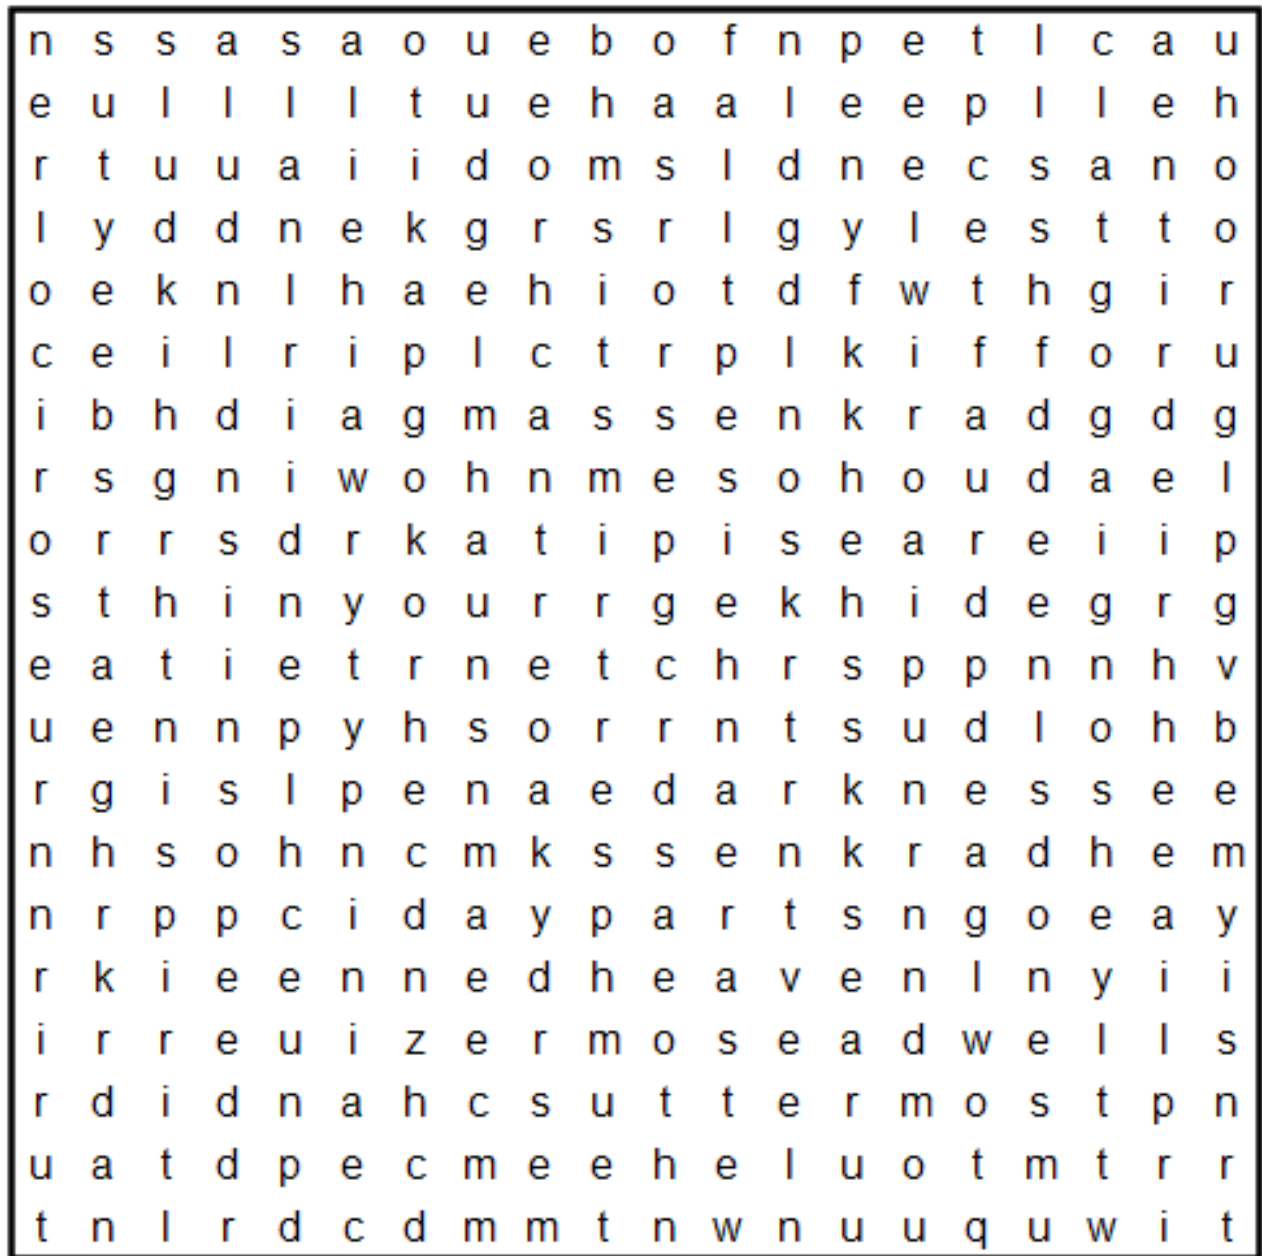 n s s a s a o u e b o f n p e t l c a u
e u l l l l t u e h a a l e e p l l e h
r t u u a i i d o m s l d n e c s a n o
l y d d n e k g r s r l g y l e s t t o
o e k n l h a e h i o t d f w t h g i r
c e i l r i p l c t r p l k i f f o r u
i b h d i a g m a s s e n k r a d g d g
r s g n i w o h n m e s o h o u d a e l
o r r s d r k a t i p i s e a r e i i p
s t h i n y o u r r g e k h i d e g r g
e a t i e t r n e t c h r s p p n n h v
u e n n p y h s o r r n t s u d l o h b
r g i s l p e n a e d a r k n e s s e e
n h s o h n c m k s s e n k r a d h e m
n r p p c i d a y p a r t s n g o e a y
r k i e e n n e d h e a v e n l n y i i
i r r e u i z e r m o s e a d w e l l s
r d i d n a h c s u t t e r m o s t p n
u a t d p e c m e e h e l u o t m t r r
t n l r d c d m m t n w n u u q u w i t